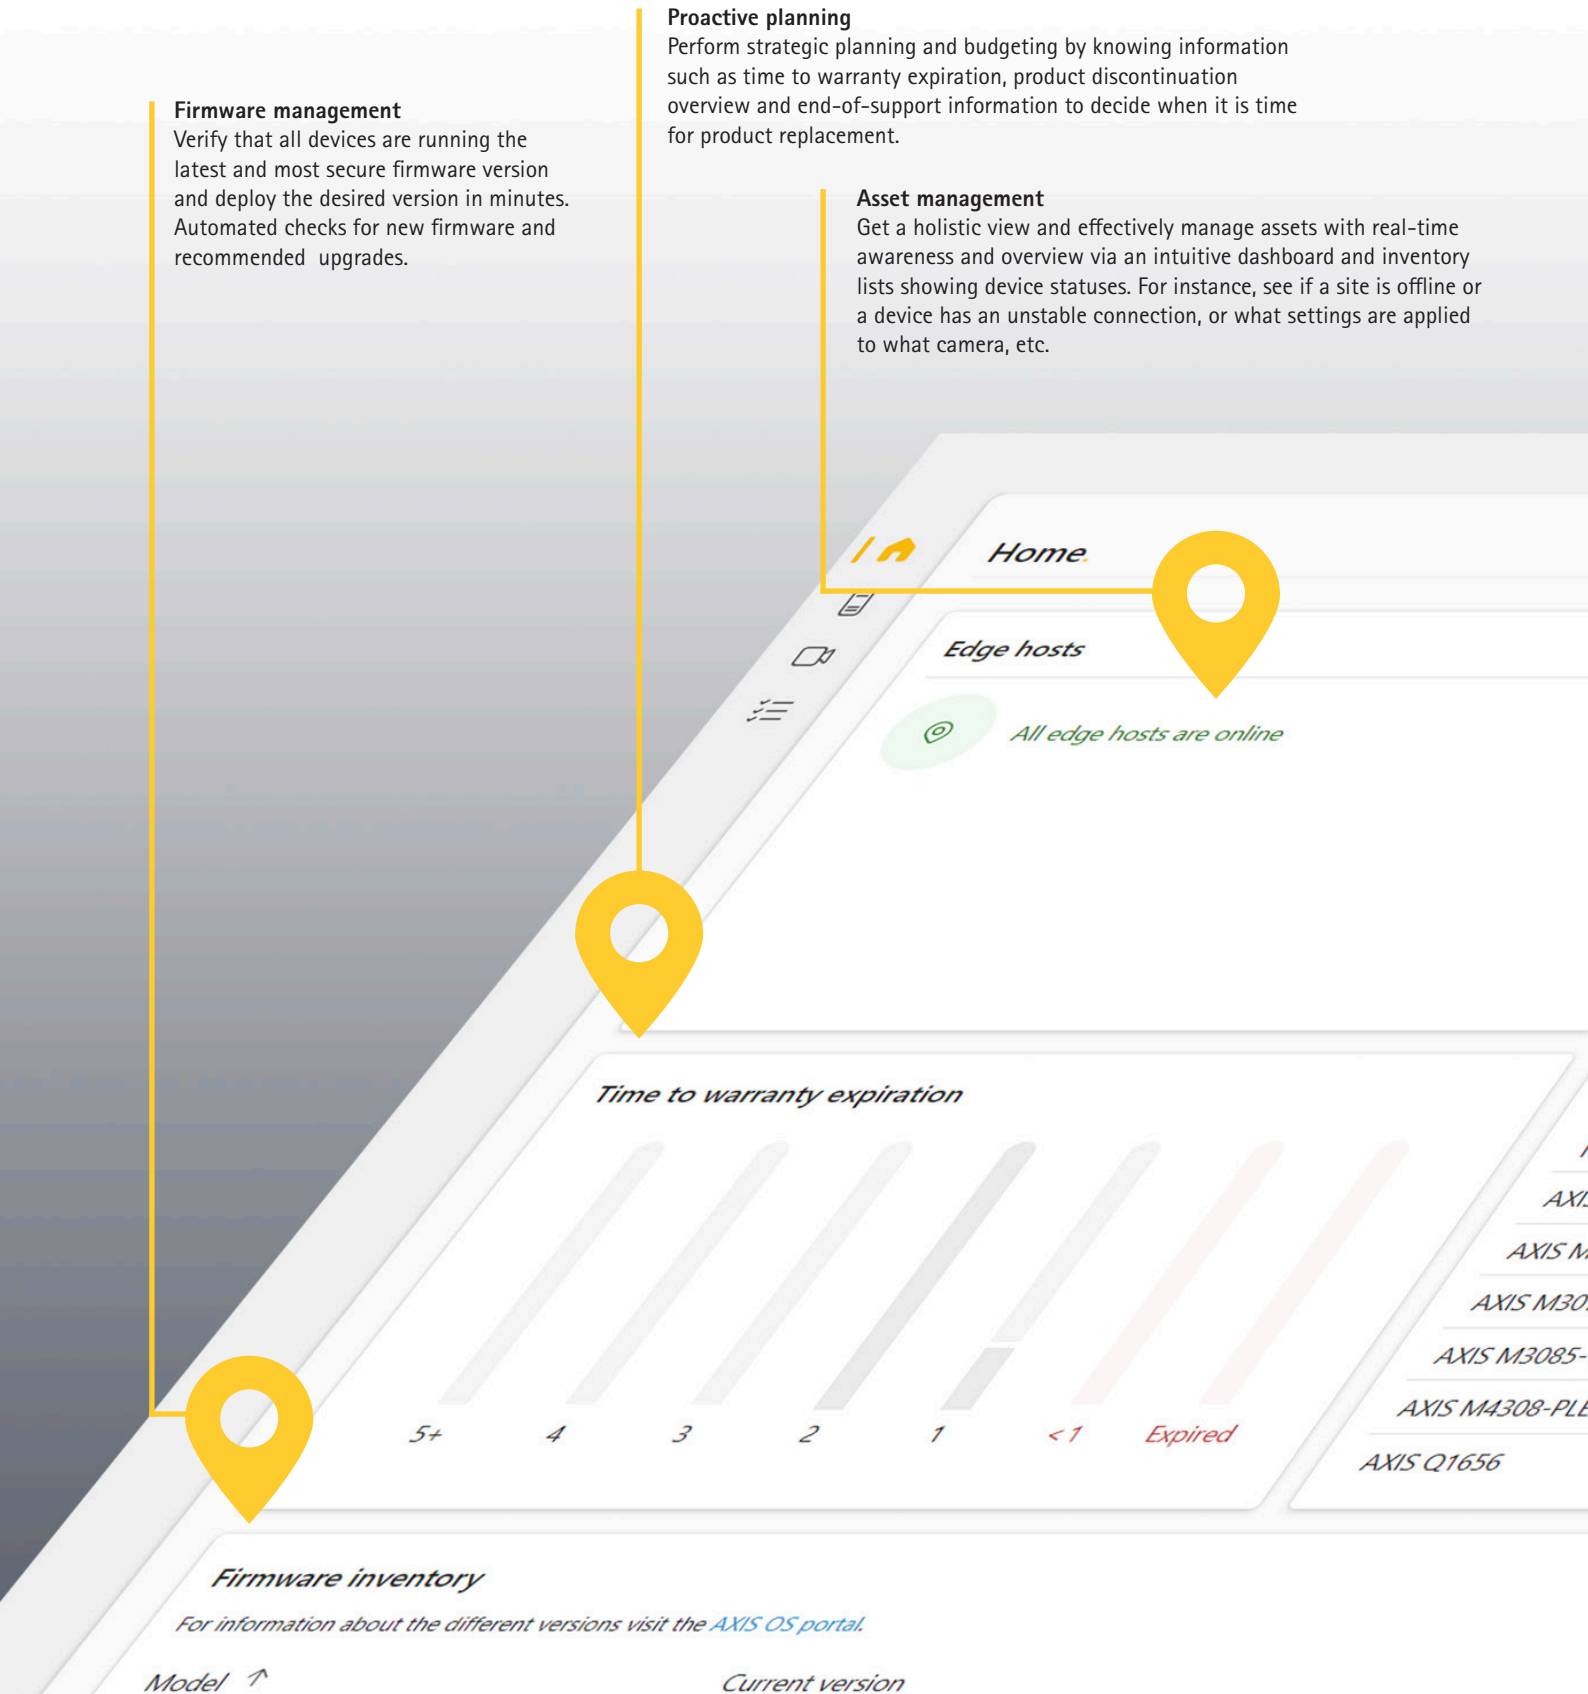 Proactive planning
Perform strategic planning and budgeting by knowing information
such as time to warranty expiration, product discontinuation
overview and end-of-support information to decide when it is time
for product replacement.
Firmware management
Verify that all devices are running the
latest and most secure firmware version
and deploy the desired version in minutes.
Automated checks for new firmware and
recommended upgrades.
Asset management
Get a holistic view and effectively manage assets with real-time
awareness and overview via an intuitive dashboard and inventory
lists showing device statuses. For instance, see if a site is offline or
a device has an unstable connection, or what settings are applied
to what camera, etc.
Home.
Edge hosts
All edge hosts are online
Time to warranty expiration
5+ 4 3 2 1 <1 Expired
AXIS
AXIS M
AXIS M30
AXIS M3085-
AXIS M4308-PLE
AXIS Q1656
Firmware inventory
For information about the different versions visit the AXIS OS portal.
Model ↑ Current version